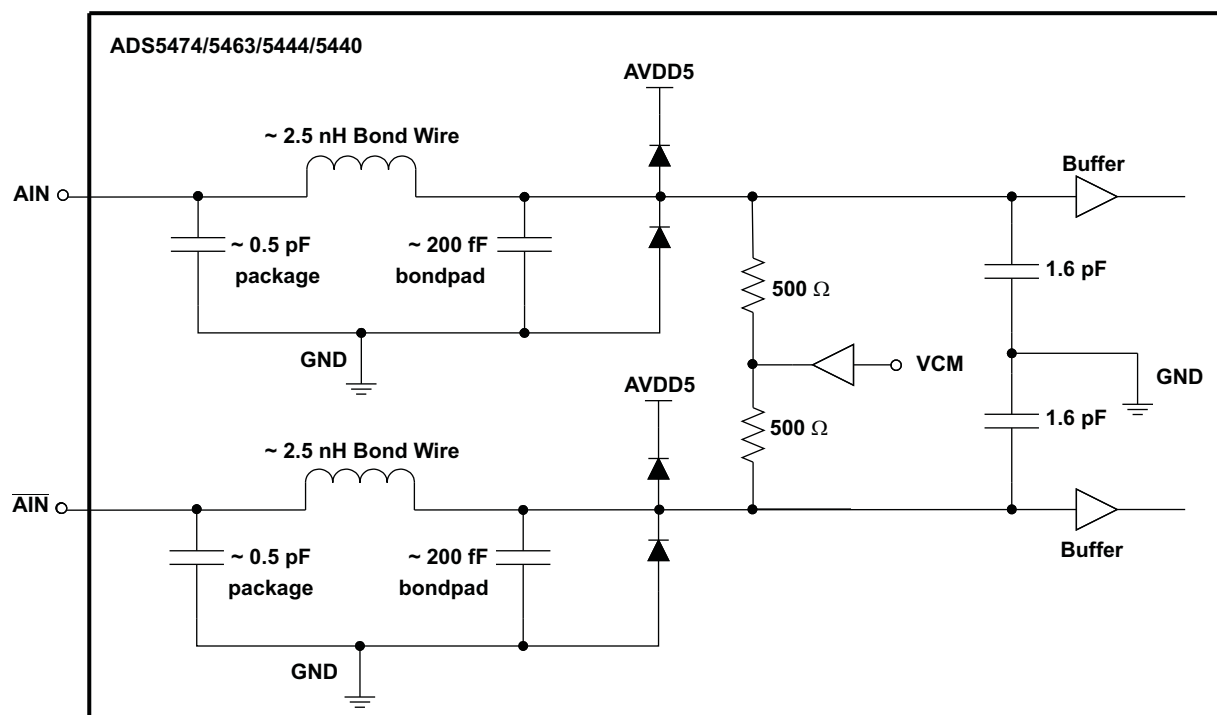 ADS5474/5463/5444/5440
AVDD5
~ 2.5 nH Bond Wire
Buffer
AIN
~ 0.5 pF
package
~ 200 fF
bondpad
1.6 pF
500 Ω
GND
VCM
GND
AVDD5
1.6 pF
500 Ω
~ 2.5 nH Bond Wire
AIN
~ 0.5 pF
package
~ 200 fF
bondpad
Buffer
GND